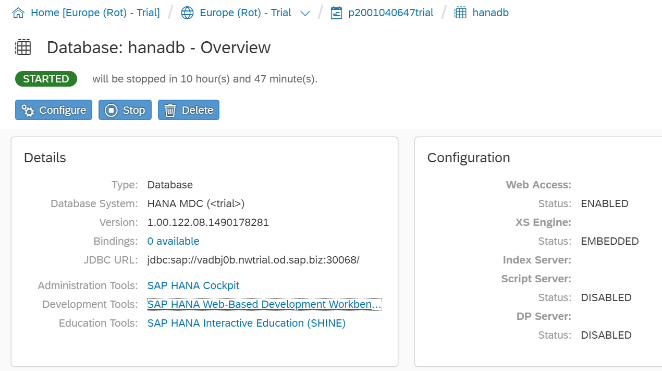 Home [Europe (Rot) - Trial] / Europe (Rot) - Trial / p2001040647trial / hanadb
Database: hanadb - Overview
STARTED will be stopped in 10 hour(s) and 47 minute(s).
Configure Stop Delete
Details
Type: Database
Database System: HANA MDC (<trial>)
Version: 1.00.122.08.1490178281
Bindings: 0 available
JDBC URL: jdbc:sap://vadbj0b.nwtrial.od.sap.biz:30068/
Administration Tools: SAP HANA Cockpit
Development Tools: SAP HANA Web-Based Development Workben...
Education Tools: SAP HANA Interactive Education (SHINE)
Configuration
Web Access:
Status: ENABLED
XS Engine:
Status: EMBEDDED
Index Server:
Script Server:
Status: DISABLED
DP Server:
Status: DISABLED